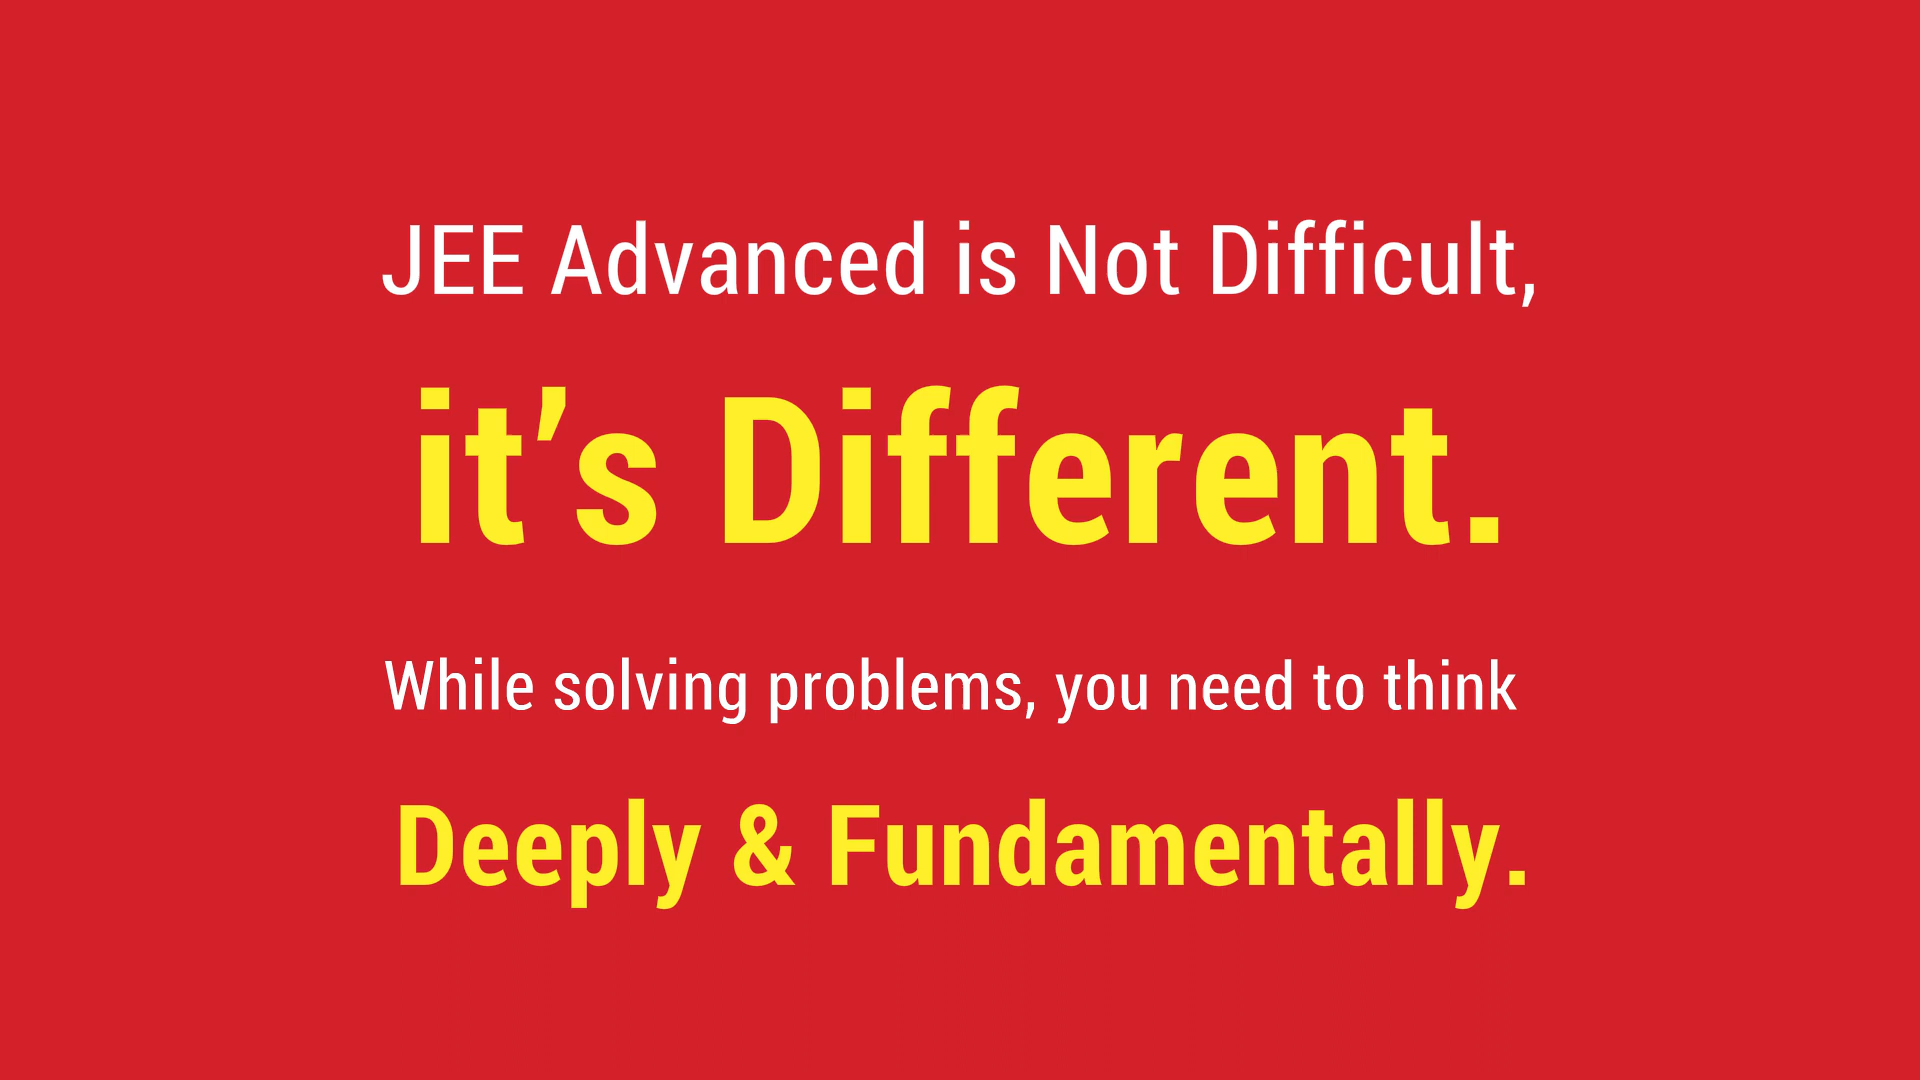 JEE Advanced is Not Difficult,
it’s Different.
While solving problems, you need to think
Deeply & Fundamentally.